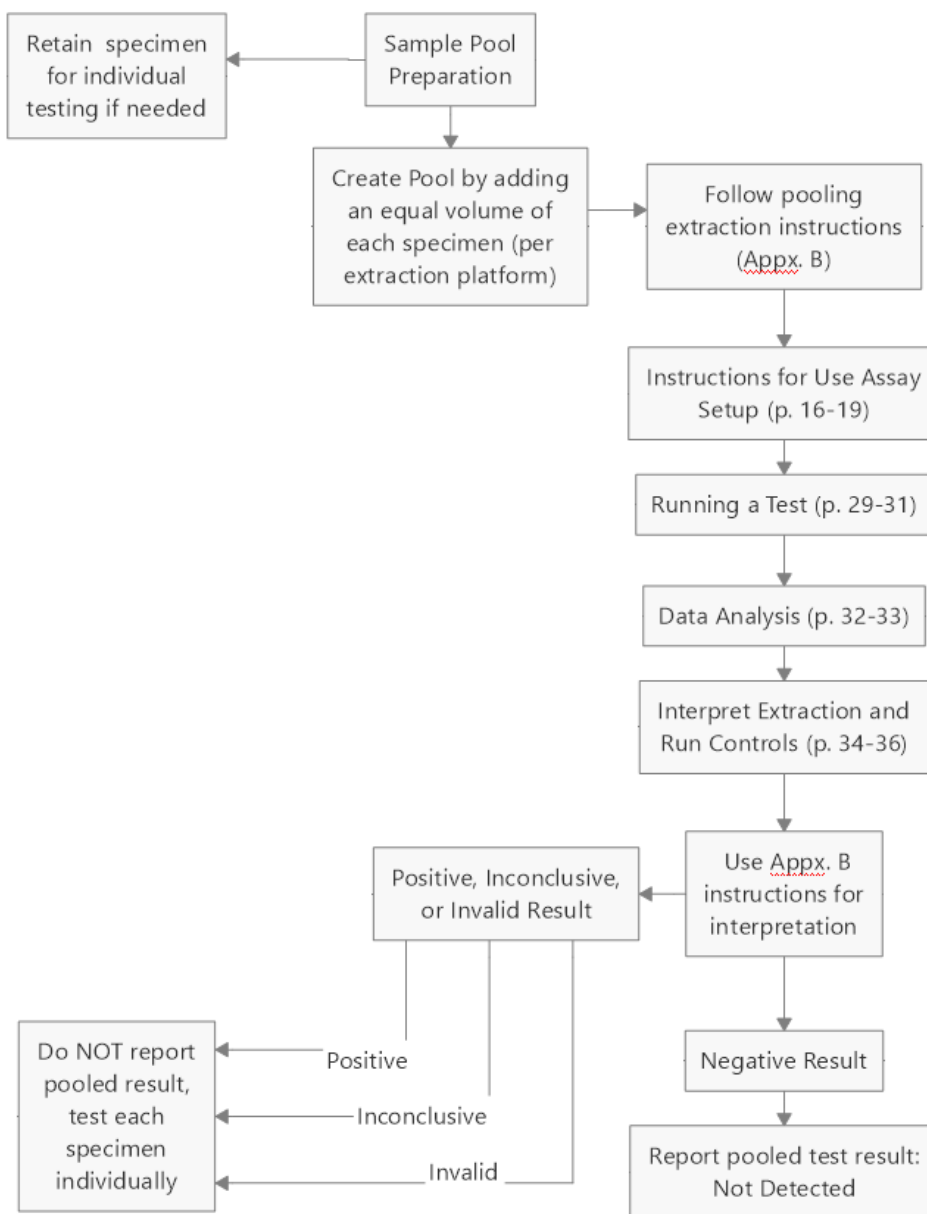 Retain specimen
for individual
testing if needed
Sample Pool
Preparation
Create Pool by adding
an equal volume of
each specimen (per
extraction platform)
Follow pooling
extraction instructions
(Appx. B)
Instructions for Use Assay
Setup (p. 16-19)
Running a Test (p. 29-31)
Data Analysis (p. 32-33)
Interpret Extraction and
Run Controls (p. 34-36)
Use Appx. B
instructions for
interpretation
Positive, Inconclusive,
or Invalid Result
Positive
Inconclusive
Invalid
Do NOT report
pooled result,
test each
specimen
individually
Negative Result
Report pooled test result:
Not Detected